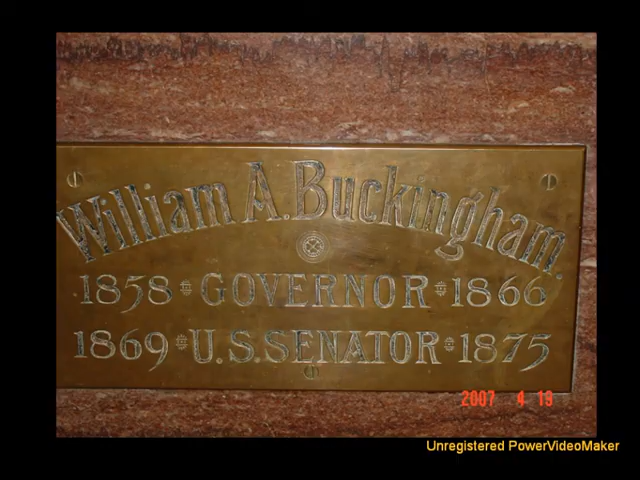 William A. Buckingham.
1858 GOVERNOR 1866
1869 U.S.SENATOR 1875
2007 4 19
Unregistered PowerVideoMaker